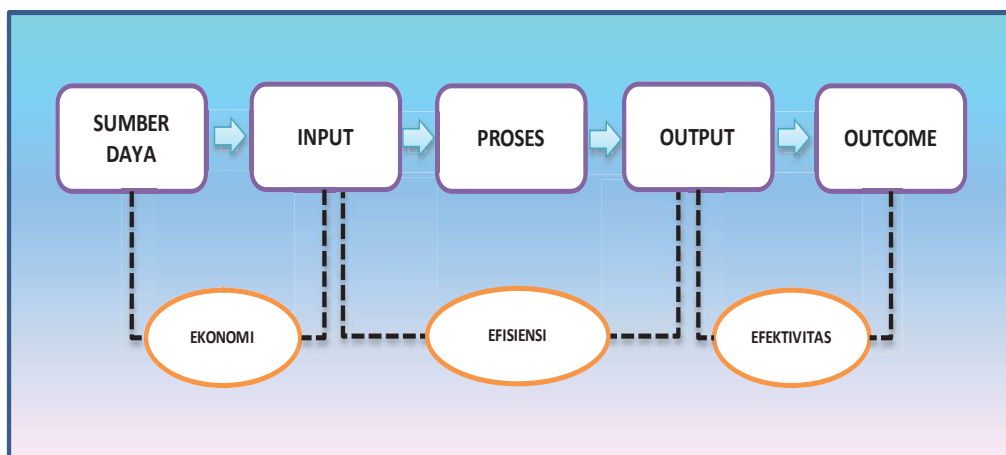 SUMBER
DAYA
INPUT
PROSES
OUTPUT
OUTCOME
EKONOMI
EFISIENSI
EFEKTIVITAS